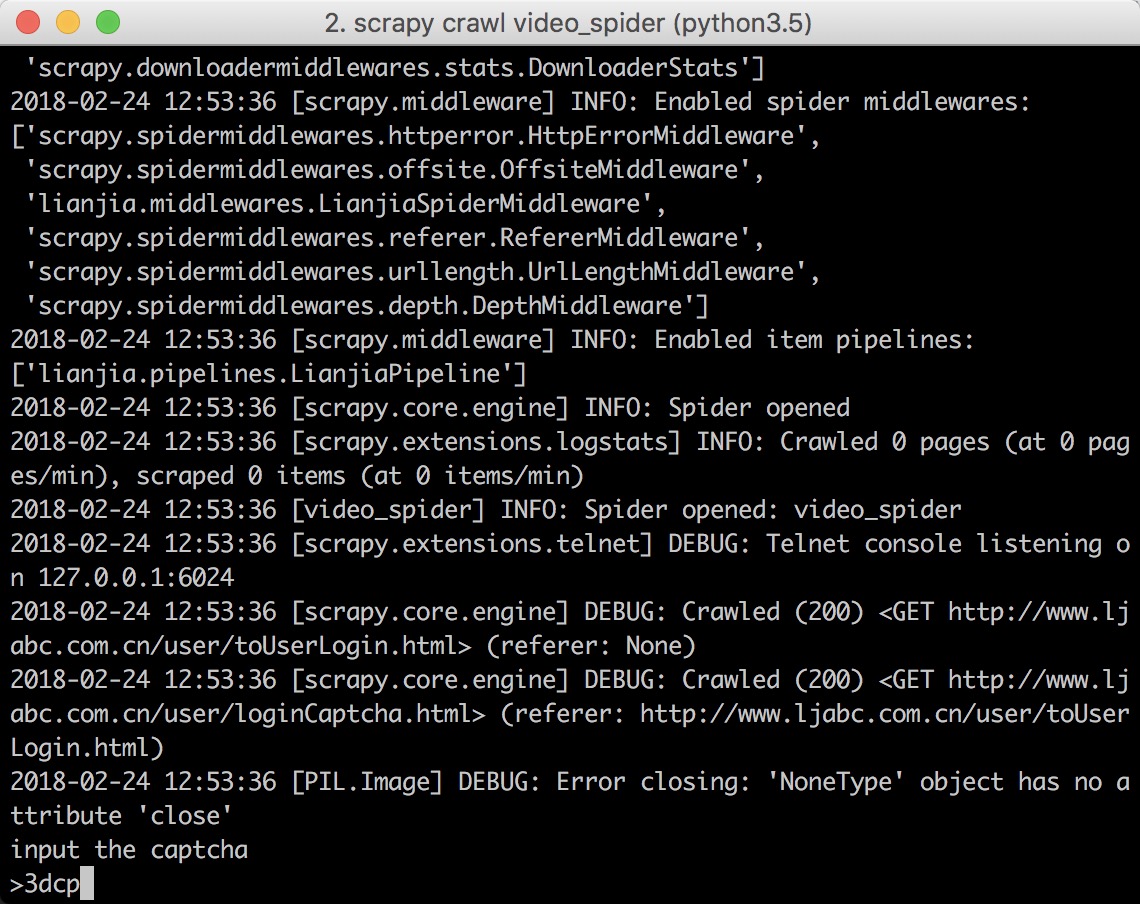 2. scrapy crawl video_spider (python3.5)
'scrapy.downloadermiddlewares.stats.DownloaderStats']
2018-02-24 12:53:36 [scrapy.middleware] INFO: Enabled spider middlewares:
['scrapy.spidermiddlewares.httperror.HttpErrorMiddleware',
'scrapy.spidermiddlewares.offsite.OffsiteMiddleware',
'lianjia.middlewares.LianjiaSpiderMiddleware',
'scrapy.spidermiddlewares.referer.RefererMiddleware',
'scrapy.spidermiddlewares.urllength.UrlLengthMiddleware',
'scrapy.spidermiddlewares.depth.DepthMiddleware']
2018-02-24 12:53:36 [scrapy.middleware] INFO: Enabled item pipelines:
['lianjia.pipelines.LianjiaPipeline']
2018-02-24 12:53:36 [scrapy.core.engine] INFO: Spider opened
2018-02-24 12:53:36 [scrapy.extensions.logstats] INFO: Crawled 0 pages (at 0 pag
es/min), scraped 0 items (at 0 items/min)
2018-02-24 12:53:36 [video_spider] INFO: Spider opened: video_spider
2018-02-24 12:53:36 [scrapy.extensions.telnet] DEBUG: Telnet console listening o
n 127.0.0.1:6024
2018-02-24 12:53:36 [scrapy.core.engine] DEBUG: Crawled (200) <GET http://www.lj
abc.com.cn/user/toUserLogin.html> (referer: None)
2018-02-24 12:53:36 [scrapy.core.engine] DEBUG: Crawled (200) <GET http://www.lj
abc.com.cn/user/loginCaptcha.html> (referer: http://www.ljabc.com.cn/user/toUser
Login.html)
2018-02-24 12:53:36 [PIL.Image] DEBUG: Error closing: 'NoneType' object has no a
ttribute 'close'
input the captcha
>3dcp